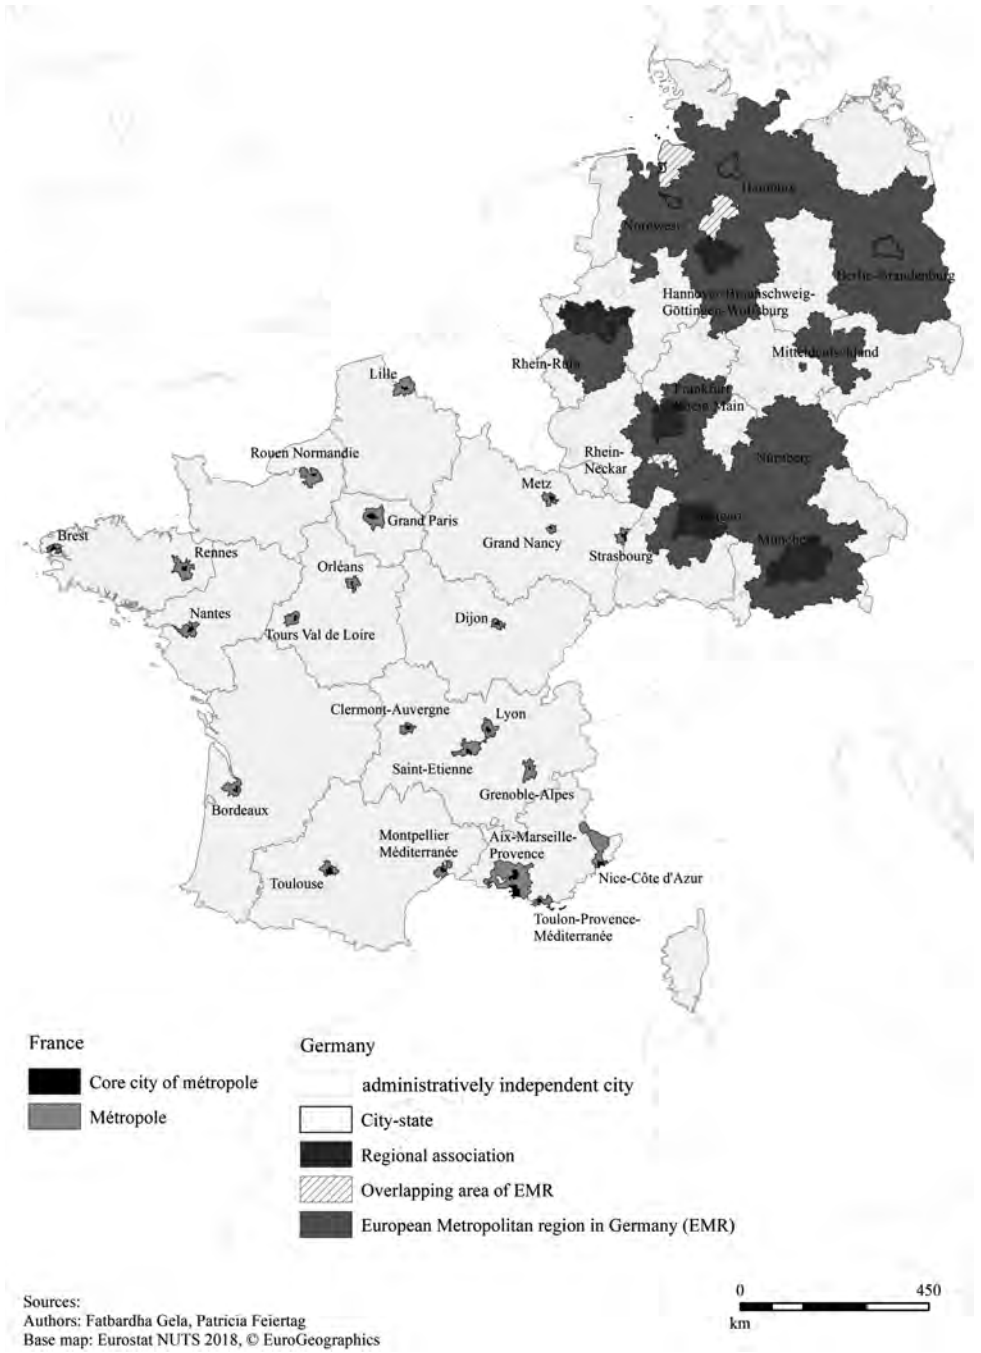 Hamburg
Nordwest
Berlin-Brandenburg
Hannover-Braunschweig-
Göttingen-Wolfsburg
Mitteldeutschland
Rhein-Ruhr
Frankfurt
Rhein Main
Lille
Nürnberg
Rouen Normandie
Rhein-
Neckar
Metz
Grand Paris
Stuttgart
Brest
Grand Nancy
Strasbourg
München
Rennes
Orléans
Nantes
Tours Val de Loire
Dijon
Clermont-Auvergne
Lyon
Saint-Etienne
Grenoble-Alpes
Bordeaux
Montpellier
Méditerranée
Aix-Marseille-
Provence
Toulouse
Nice-Côte d'Azur
Toulon-Provence-
Méditerranée
France
Core city of métropole
Métropole
Germany
administratively independent city
City-state
Regional association
Overlapping area of EMR
European Metropolitan region in Germany (EMR)
0 450
km
Sources:
Authors: Fatbardha Gela, Patricia Feiertag
Base map: Eurostat NUTS 2018, © EuroGeographics